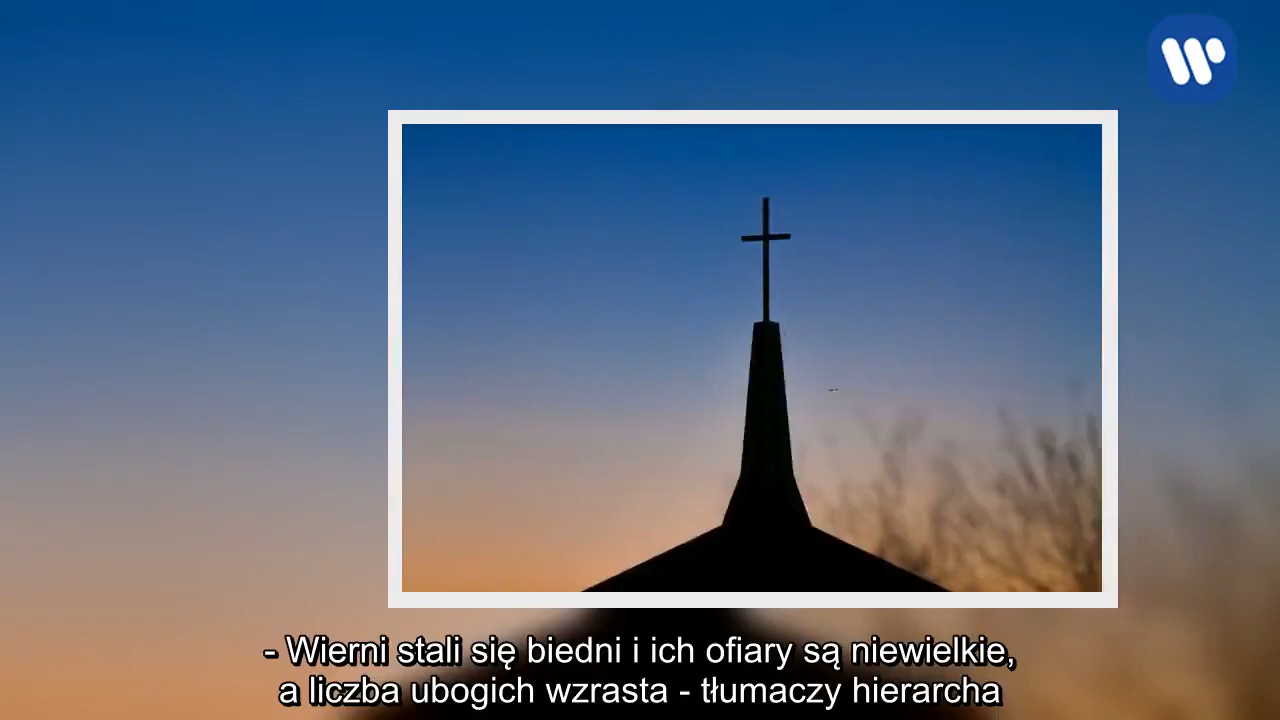 - Wierni stali się biedni i ich ofiary są niewielkie,
a liczba ubogich wzrasta - tłumaczy hierarcha